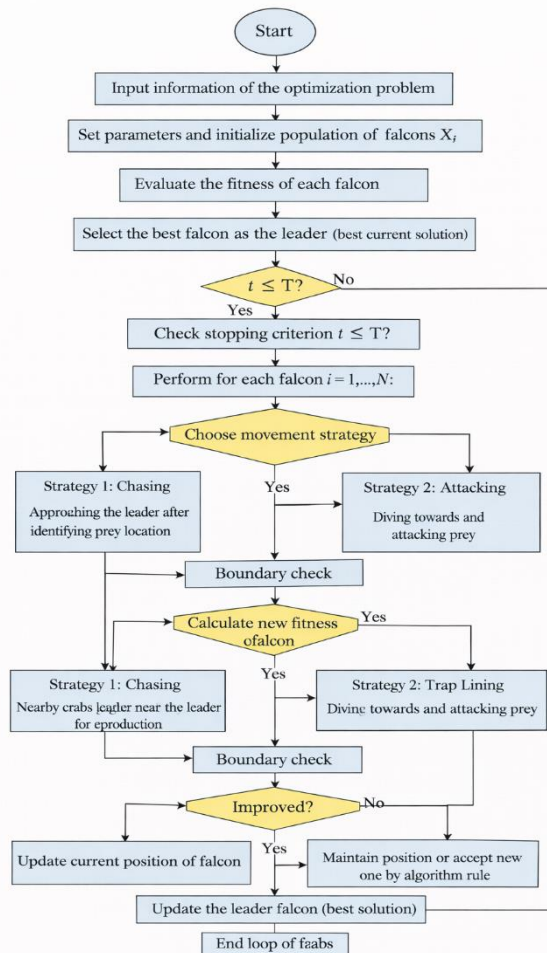 Start
Input information of the optimization problem
Set parameters and initialize population of falcons Xᵢ
Evaluate the fitness of each falcon
Select the best falcon as the leader (best current solution)
t ≤ T?
No
Yes
Check stopping criterion t ≤ T?
Perform for each falcon i = 1,...,N:
Choose movement strategy
Strategy 1: Chasing
Approaching the leader after
identifying prey location
Yes
Strategy 2: Attacking
Diving towards and
attacking prey
Boundary check
Calculate new fitness
ofalcon
Yes
Yes
Strategy 1: Chasing
Nearby crabs leader near the leader
for eproduction
Strategy 2: Trap Lining
Diving towards and attacking prey
Boundary check
Improved?
No
Yes
Update current position of falcon
Maintain position or accept new
one by algorithm rule
Update the leader falcon (best solution)
End loop of faabs